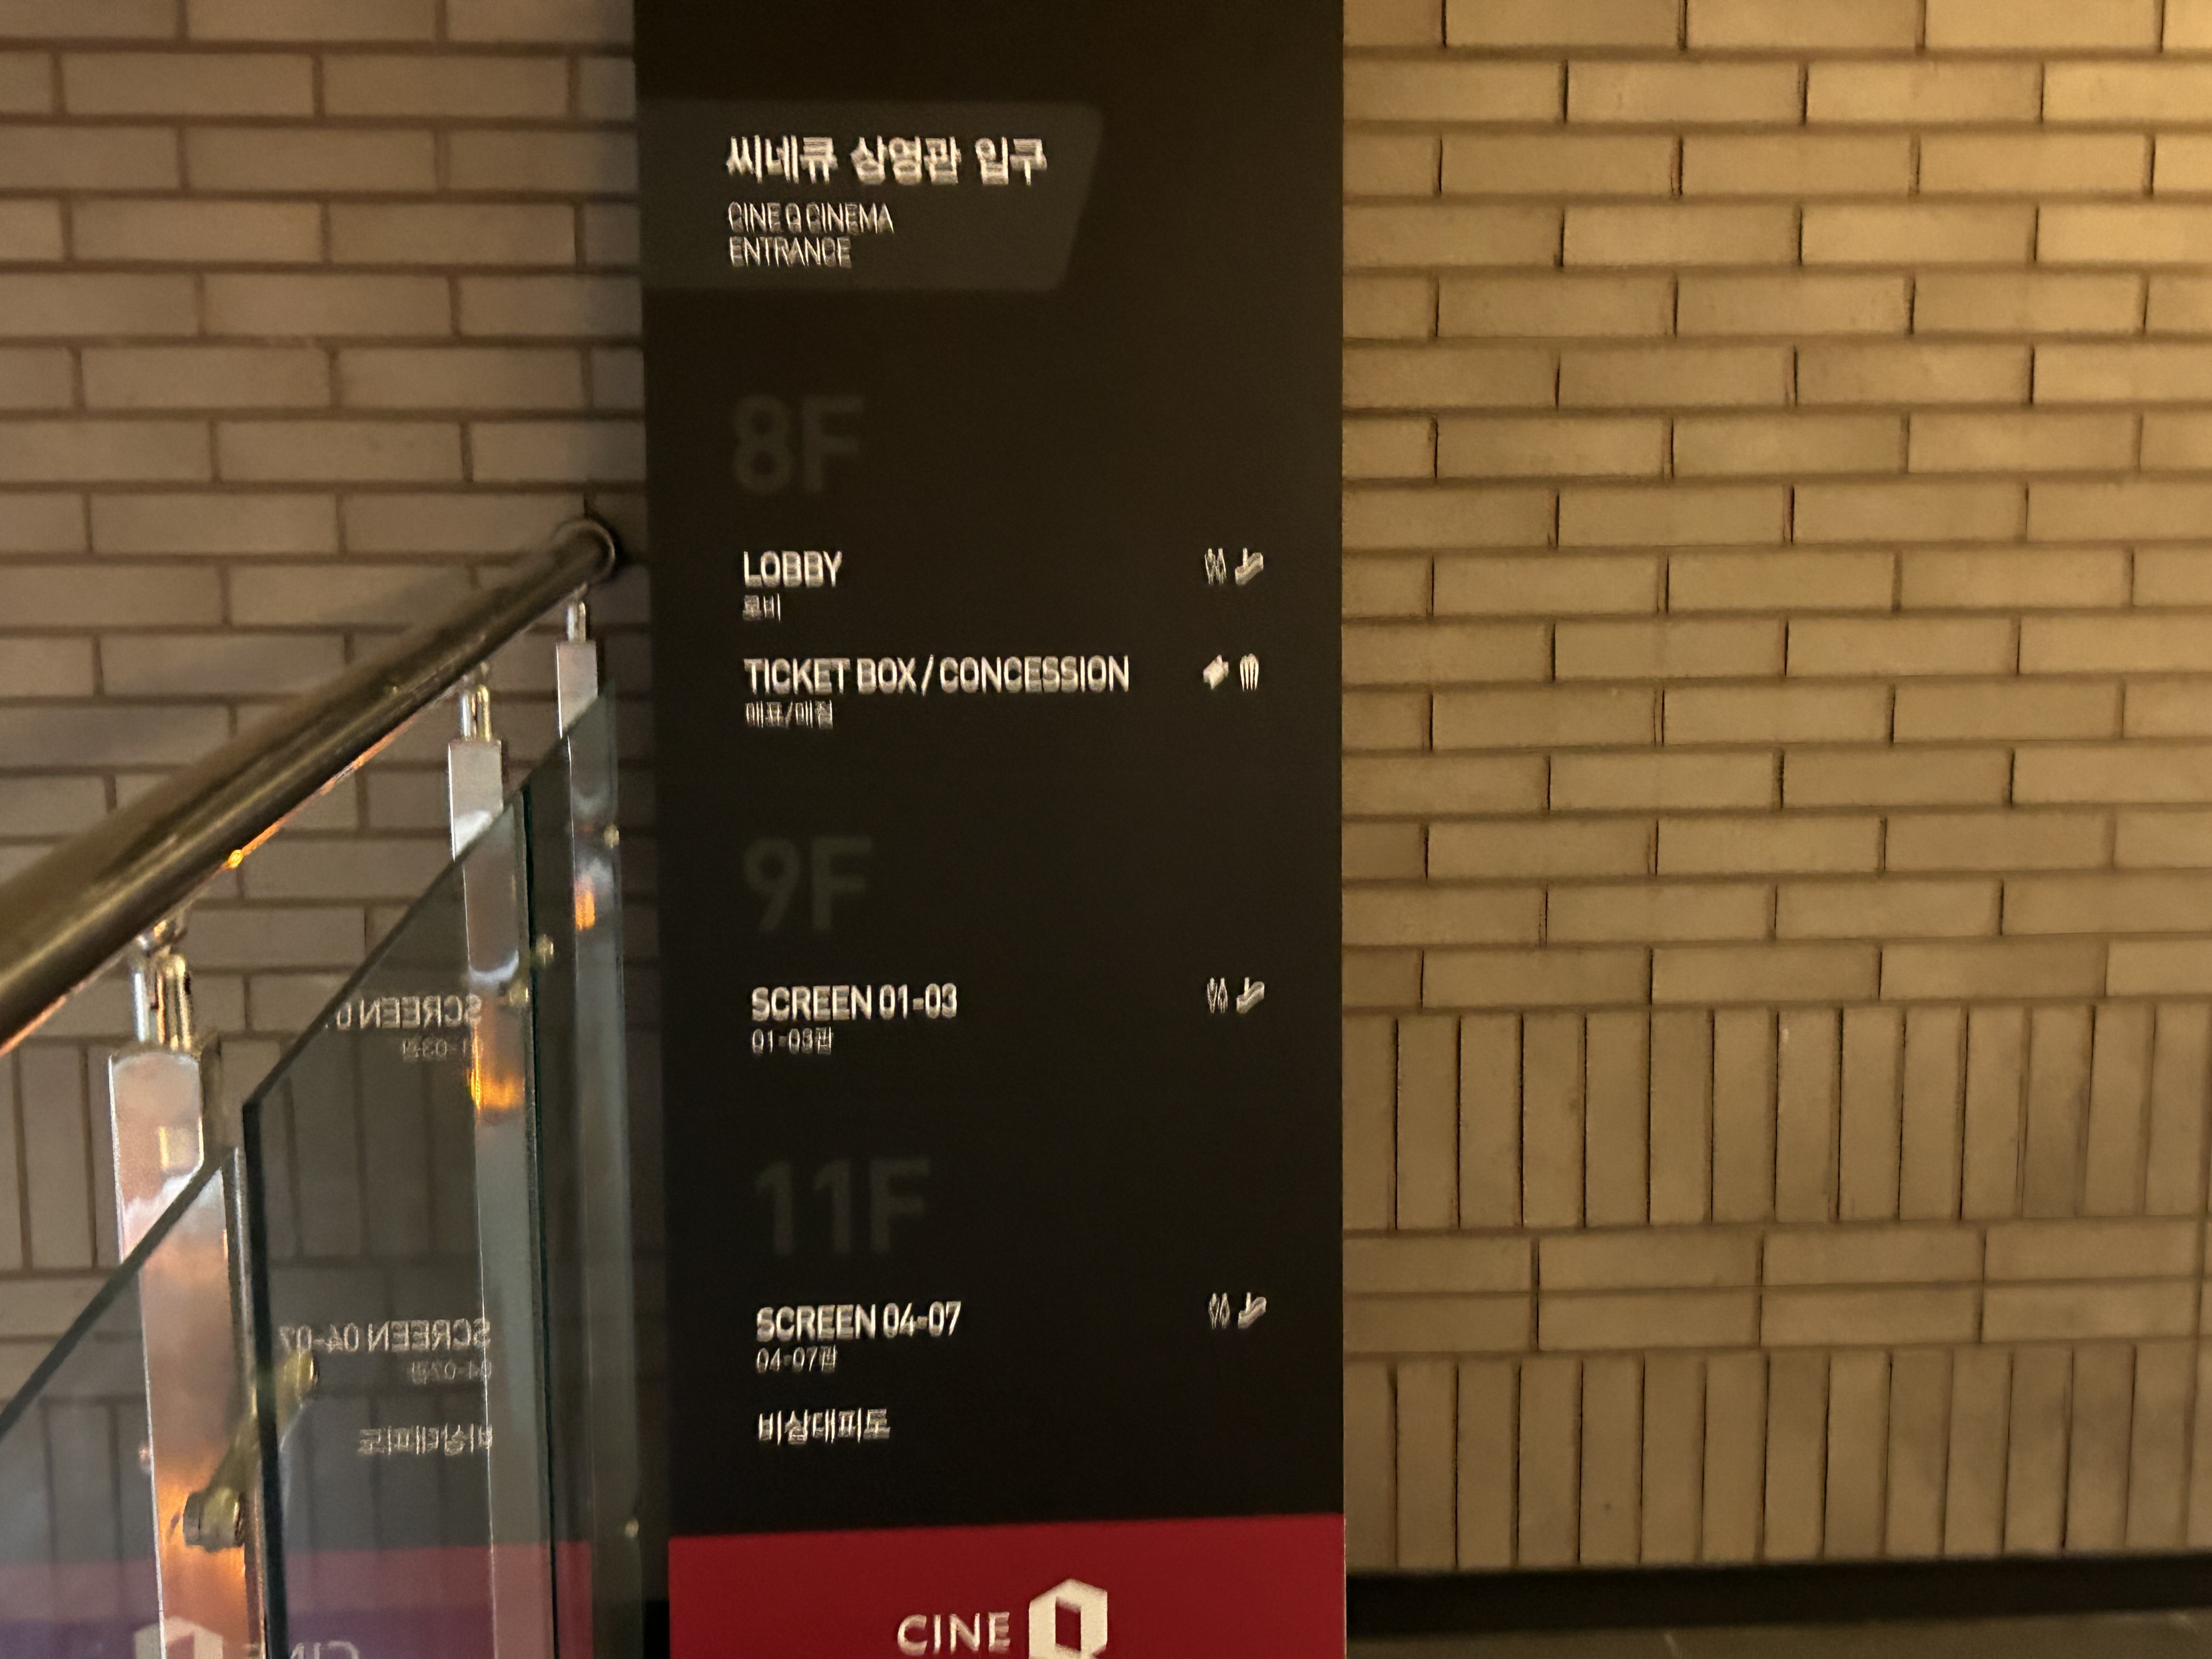 씨네큐 상영관 입구
CINE Q CINEMA
ENTRANCE
8F
LOBBY
로비
TICKET BOX / CONCESSION
매표/매점
9F
SCREEN 01-03
01-03관
11F
SCREEN 04-07
04-07관
비상대피도
CINE Q